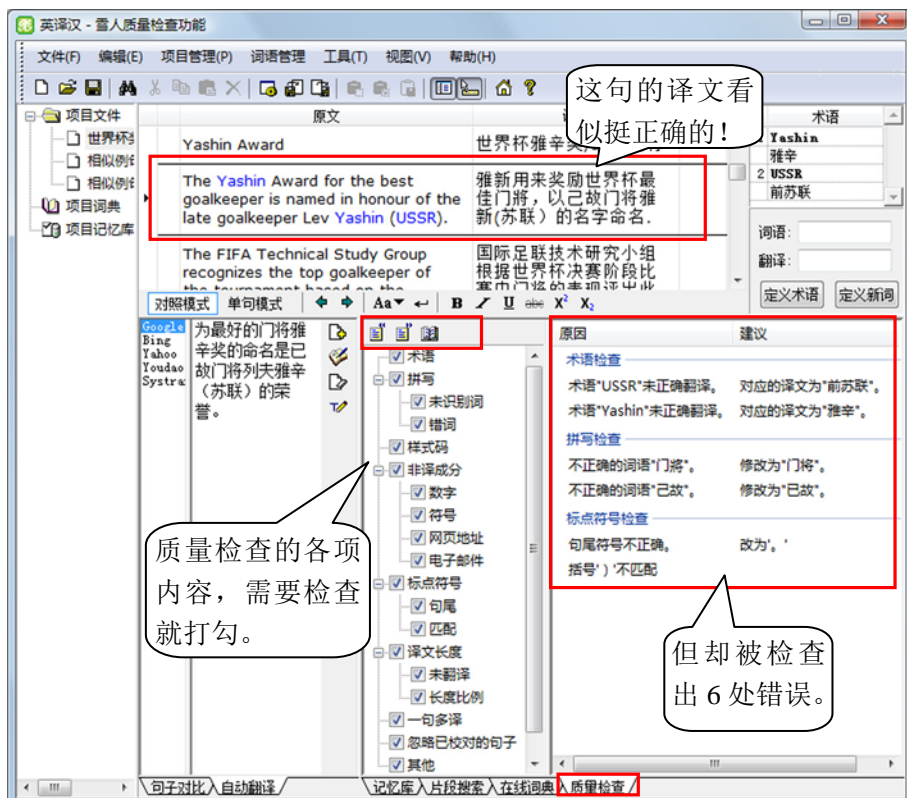 英译汉 - 雪人质量检查功能
文件(F) 编辑(E) 项目管理(P) 词语管理 工具(T) 视图(V) 帮助(H)
这句的译文看
似挺正确的！
项目文件
世界杯
相似例
相似例
项目词典
项目记忆库
原文
Yashin Award
世界杯雅辛
The Yashin Award for the best
goalkeeper is named in honour of the
late goalkeeper Lev Yashin (USSR).
雅新用来奖励世界杯最
佳门將，以己故门将雅
新(苏联）的名字命名.
The FIFA Technical Study Group
recognizes the top goalkeeper of
the tournament based on the
国际足联技术研究小组
根据世界杯决赛阶段比
赛中门将的表现评出此
术语
Yashin
雅辛
2 USSR
前苏联
词语:
翻译:
定义术语 定义新词
对照模式 单句模式 Aa B I U abc X² X₂
Google
Bing
Yahoo
Youdao
Systra
为最好的门将雅
辛奖的命名是已
故门将列夫雅辛
（苏联）的荣
誉。
术语
拼写
未识别词
错词
样式码
非译成分
数字
符号
网页地址
电子邮件
标点符号
句尾
匹配
译文长度
未翻译
长度比例
一句多译
忽略已校对的句子
其他
质量检查的各项
内容，需要检查
就打勾。
原因 建议
术语检查
术语"USSR"未正确翻译。 对应的译文为"前苏联"。
术语"Yashin"未正确翻译。 对应的译文为"雅辛"。
拼写检查
不正确的词语"门將"。 修改为"门将"。
不正确的词语"己故"。 修改为"已故"。
标点符号检查
句尾符号不正确。 改为'。'
括号'）'不匹配
但却被检查
出 6 处错误。
句子对比 自动翻译
记忆库 片段搜索 在线词典 质量检查